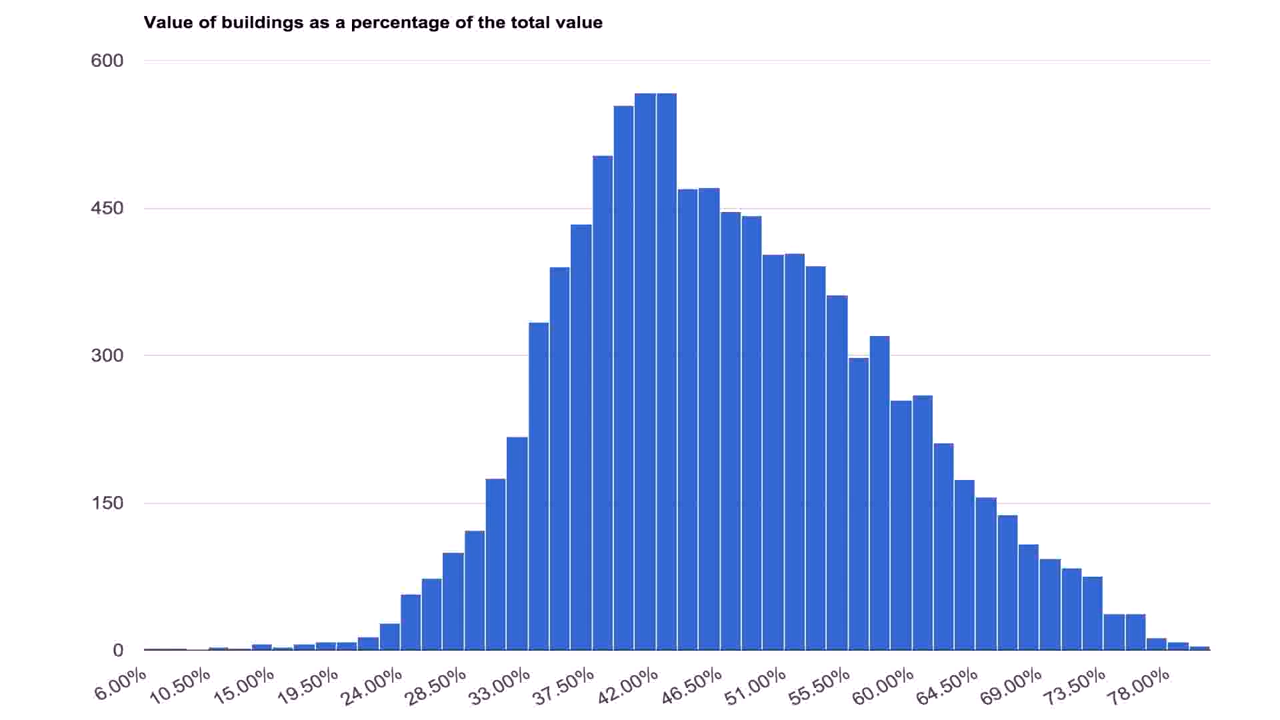 Value of buildings as a percentage of the total value
600
450
300
150
0
6.00% 10.50% 15.00% 19.50% 24.00% 28.50% 33.00% 37.50% 42.00% 46.50% 51.00% 55.50% 60.00% 64.50% 69.00% 73.50% 78.00%